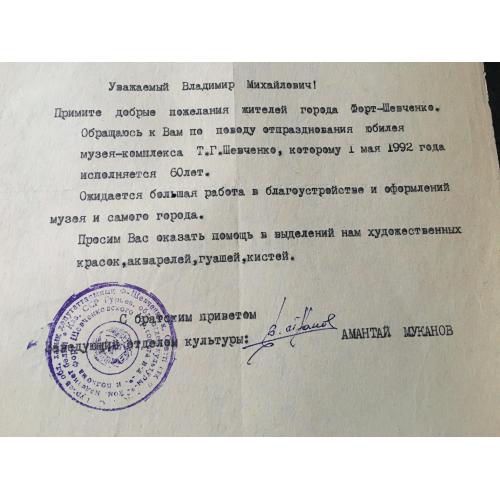 Уважаемый Владимир Михайлович!
Примите добрые пожелания жителей города Форт-Шевченко.
Обращаюсь к Вам по поводу отпразднования юбилея
музея-комплекса Т.Г.Шевченко, которому 1 мая 1992 года
исполняется 60лет.
Ожидается большая работа в благоустройстве и оформлений
музея и самого города.
Просим Вас оказать помощь в выделений нам художественных
красок,акварелей,гуашей,кистей.
С братским приветом
заведующий отделом культуры:
АМАНТАЙ МУКАНОВ